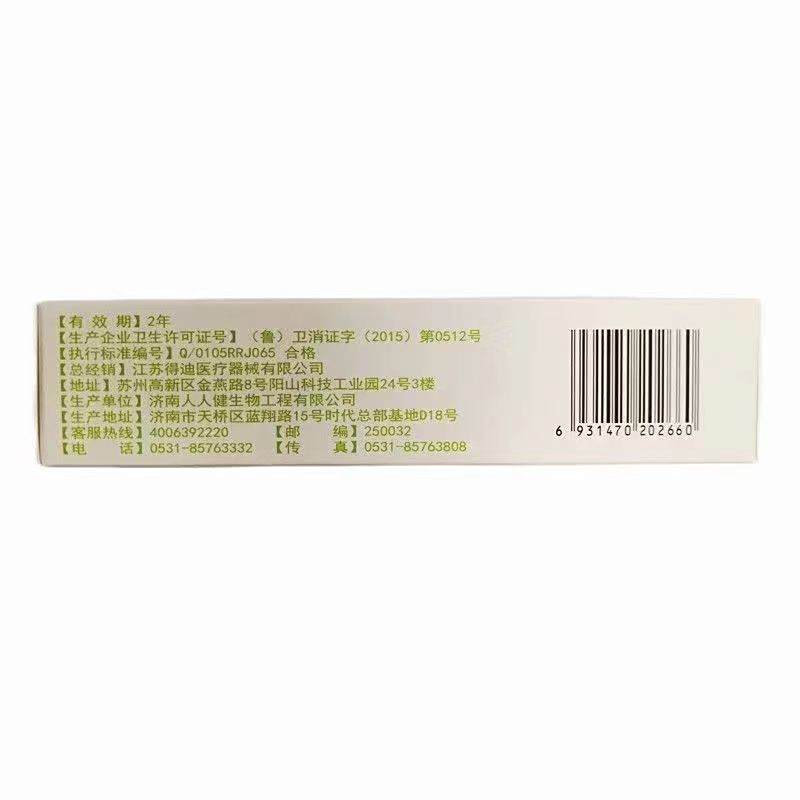 【有 效 期】2年
【生产企业卫生许可证号】（鲁）卫消证字（2015）第0512号
【执行标准编号】Q/0105RRJ065 合格
【总经销】江苏得迪医疗器械有限公司
【地址】苏州高新区金燕路8号阳山科技工业园24号3楼
【生产单位】济南人人健生物工程有限公司
【生产地址】济南市天桥区蓝翔路15号时代总部基地D18号
【客服热线】4006392220 【邮 编】250032
【电 话】0531-85763332 【传 真】0531-85763808
6 931470 202660